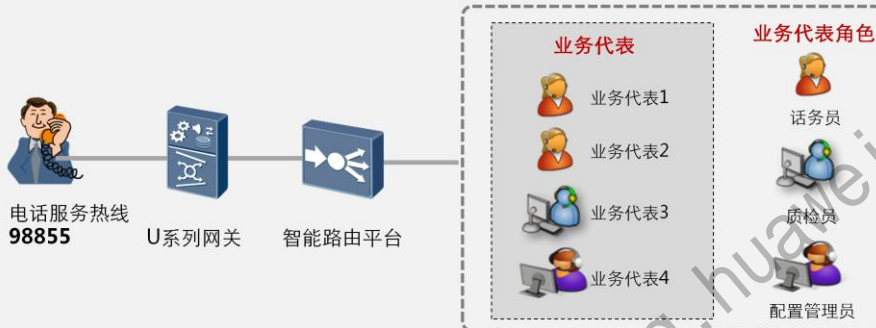 电话服务热线
98855
U系列网关
智能路由平台
业务代表
业务代表1
业务代表2
业务代表3
业务代表4
业务代表角色
话务员
质检员
配置管理员